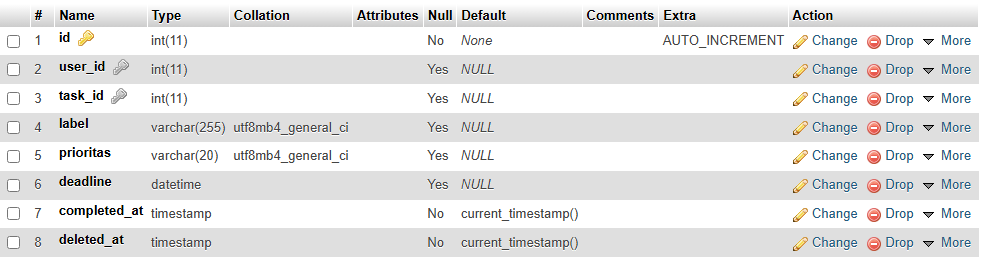 # Name Type Collation Attributes Null Default Comments Extra Action
1 id int(11) No None AUTO_INCREMENT Change Drop More
2 user_id int(11) Yes NULL Change Drop More
3 task_id int(11) Yes NULL Change Drop More
4 label varchar(255) utf8mb4_general_ci Yes NULL Change Drop More
5 prioritas varchar(20) utf8mb4_general_ci Yes NULL Change Drop More
6 deadline datetime Yes NULL Change Drop More
7 completed_at timestamp No current_timestamp() Change Drop More
8 deleted_at timestamp No current_timestamp() Change Drop More